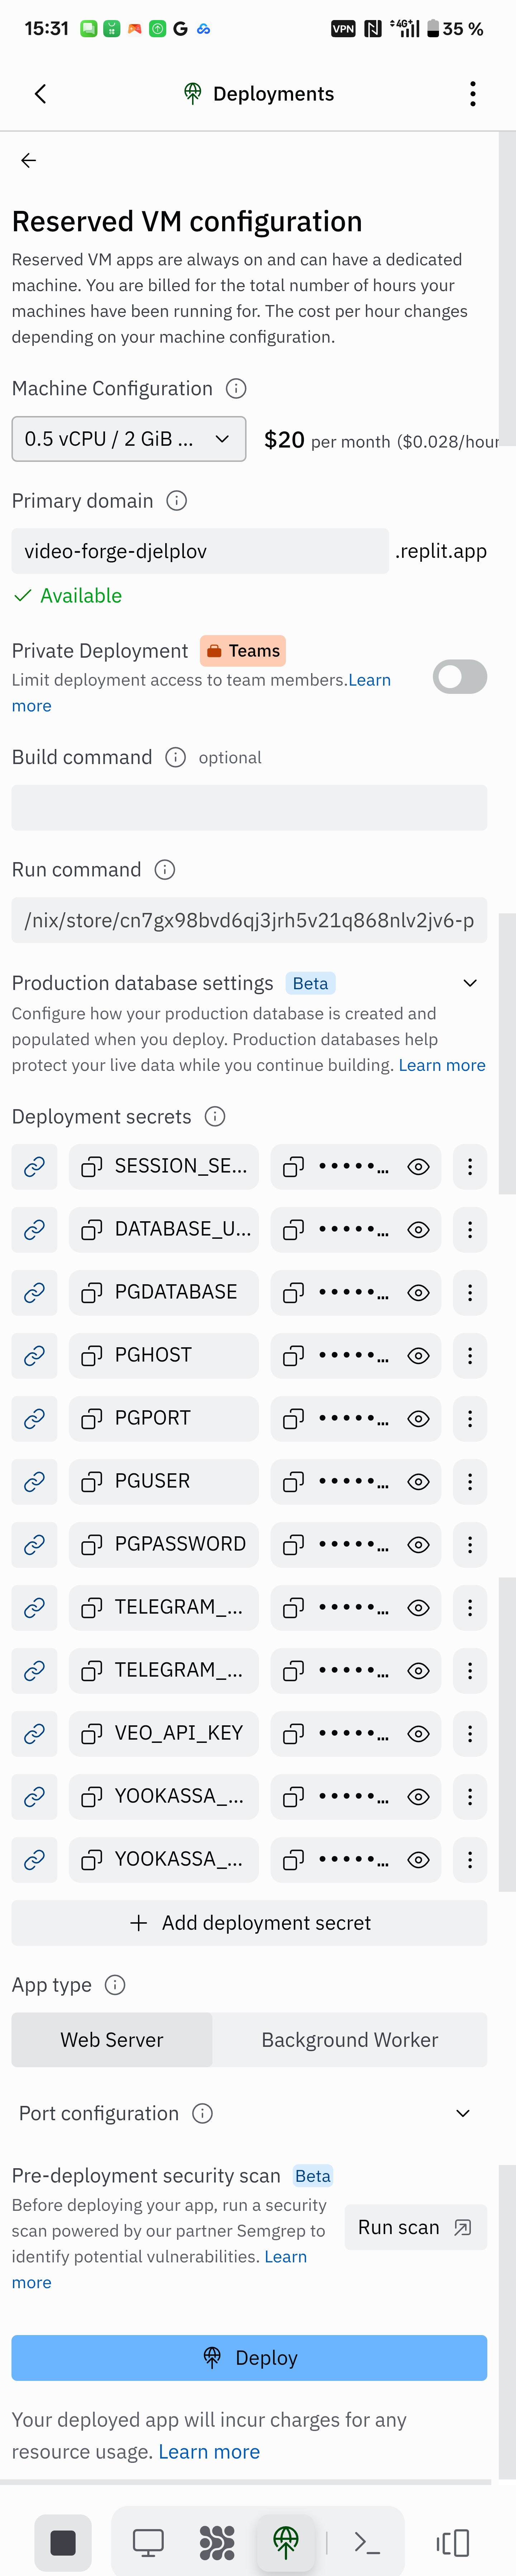 15:31
VPN
4G+
35 %
Deployments
Reserved VM configuration
Reserved VM apps are always on and can have a dedicated
machine. You are billed for the total number of hours your
machines have been running for. The cost per hour changes
depending on your machine configuration.
Machine Configuration
0.5 vCPU / 2 GiB ...
$20 per month ($0.028/hour
Primary domain
video-forge-djelplov
.replit.app
Available
Private Deployment
Teams
Limit deployment access to team members.Learn
more
Build command
optional
Run command
/nix/store/cn7gx98bvd6qj3jrh5v21q868nlv2jv6-p
Production database settings
Beta
Configure how your production database is created and
populated when you deploy. Production databases help
protect your live data while you continue building. Learn more
Deployment secrets
SESSION_SE... •••••...
DATABASE_U... •••••...
PGDATABASE •••••...
PGHOST •••••...
PGPORT •••••...
PGUSER •••••...
PGPASSWORD •••••...
TELEGRAM_... •••••...
TELEGRAM_... •••••...
VEO_API_KEY •••••...
YOOKASSA_... •••••...
YOOKASSA_... •••••...
Add deployment secret
App type
Web Server
Background Worker
Port configuration
Pre-deployment security scan
Beta
Before deploying your app, run a security
scan powered by our partner Semgrep to
identify potential vulnerabilities. Learn
more
Run scan
Deploy
Your deployed app will incur charges for any
resource usage. Learn more